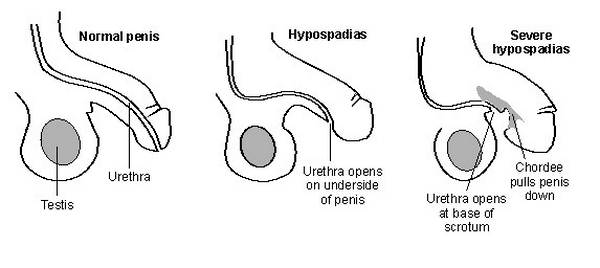 Normal penis
Hypospadias
Severe
hypospadias
Urethra
Testis
Urethra opens
on underside
of penis
Urethra opens
at base of
scrotum
Chordee
pulls penis
down